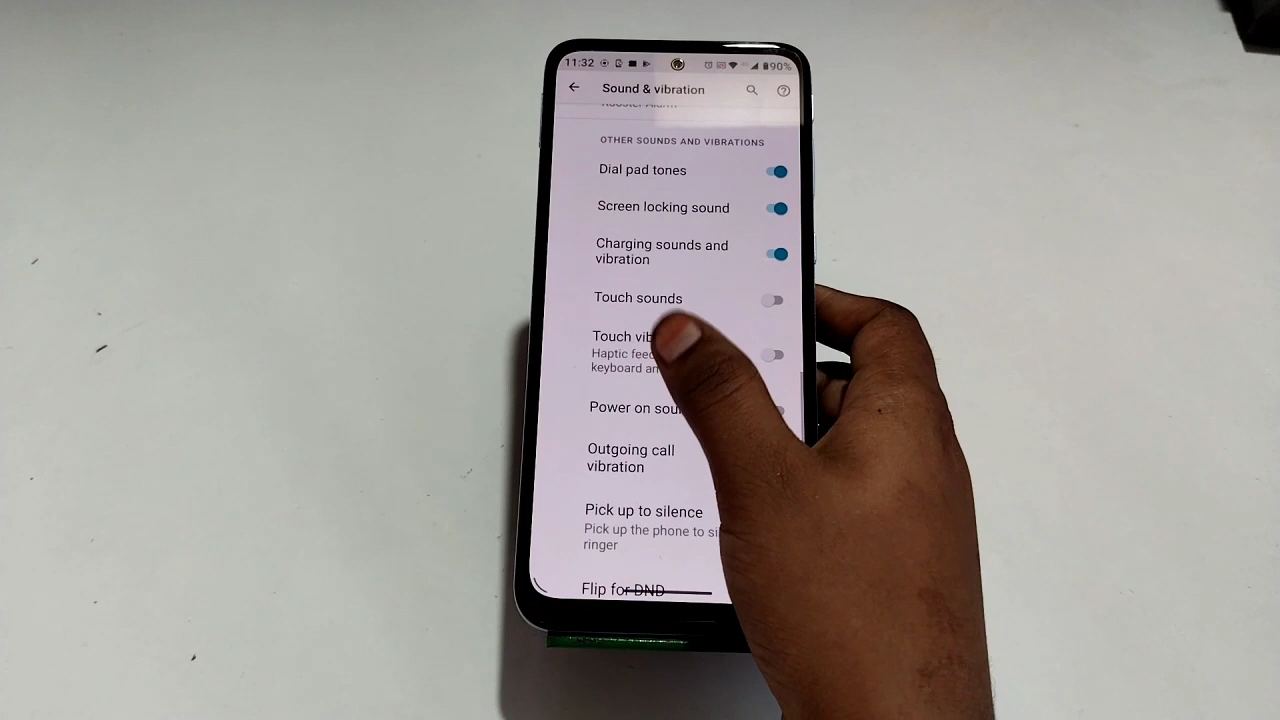 11:32 90%
Sound & vibration
OTHER SOUNDS AND VIBRATIONS
Dial pad tones
Screen locking sound
Charging sounds and
vibration
Touch sounds
Touch vib
Haptic feed
keyboard an
Power on sou
Outgoing call
vibration
Pick up to silence
Pick up the phone to si
ringer
Flip for DND